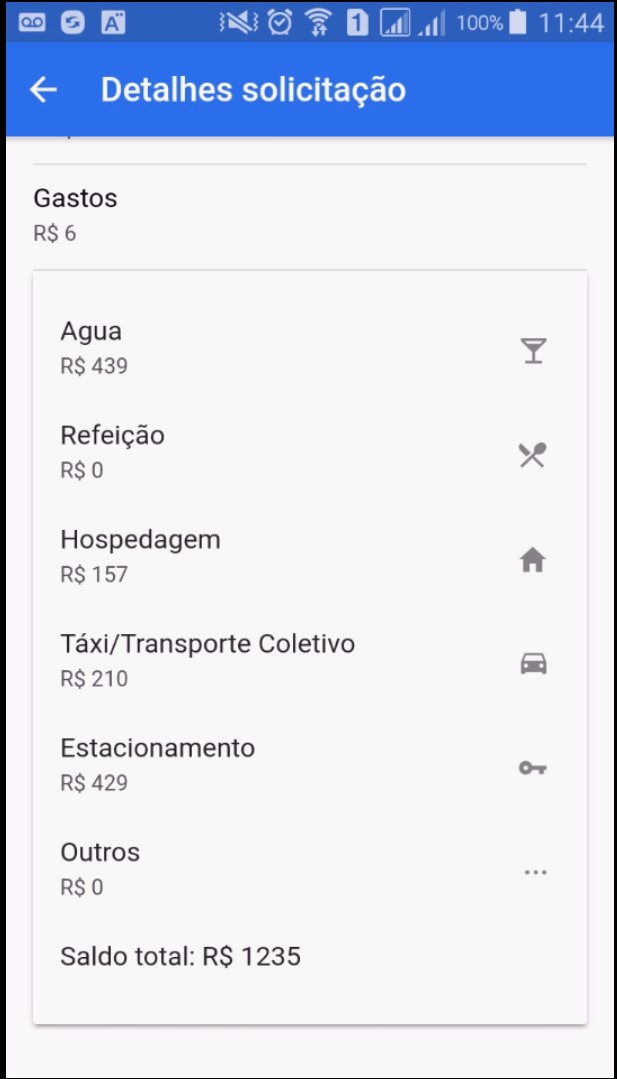 1 100% 11:44
Detalhes solicitação
Gastos
R$ 6
Agua
R$ 439
Refeição
R$ 0
Hospedagem
R$ 157
Táxi/Transporte Coletivo
R$ 210
Estacionamento
R$ 429
Outros
R$ 0
Saldo total: R$ 1235